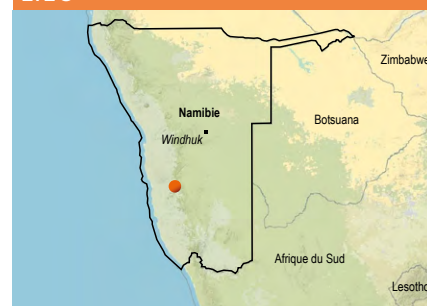 Zimbabwe
Namibie
Botsuana
Windhuk
Afrique du Sud
Lesotho